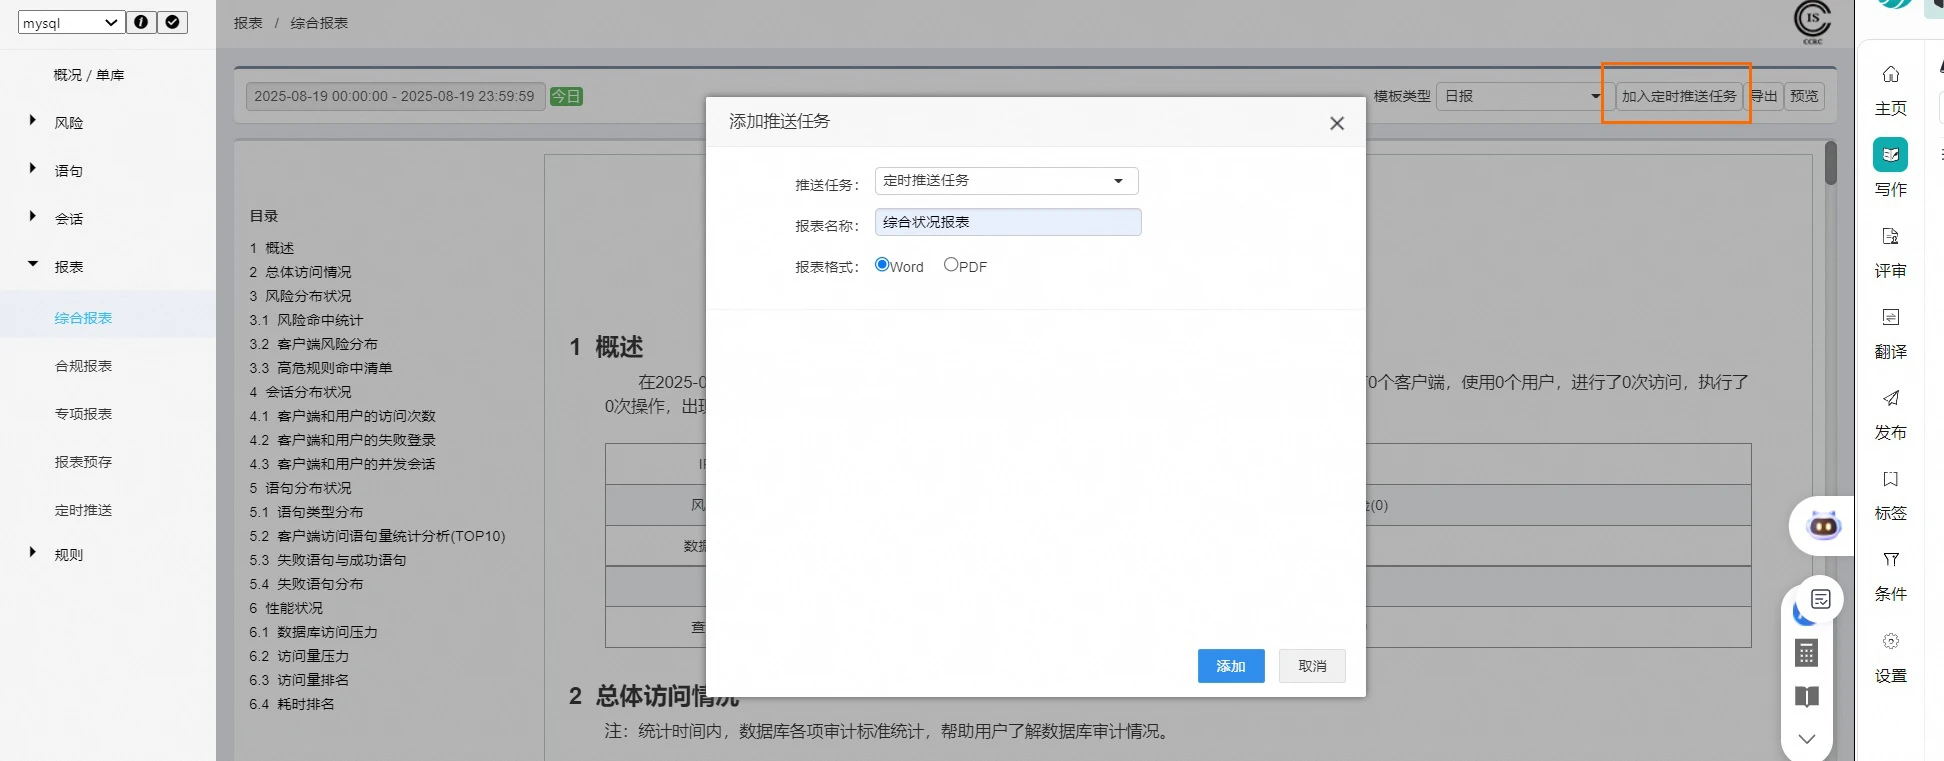 mysql
概况 / 单库
风险
语句
会话
报表
综合报表
合规报表
专项报表
报表预存
定时推送
规则
报表 / 综合报表
IS
CCRC
2025-08-19 00:00:00 - 2025-08-19 23:59:59 今日
模板类型 日报 加入定时推送任务 导出 预览
目录
1 概述
2 总体访问情况
3 风险分布状况
3.1 风险命中统计
3.2 客户端风险分布
3.3 高危规则命中清单
4 会话分布状况
4.1 客户端和用户的访问次数
4.2 客户端和用户的失败登录
4.3 客户端和用户的并发会话
5 语句分布状况
5.1 语句类型分布
5.2 客户端访问语句量统计分析(TOP10)
5.3 失败语句与成功语句
5.4 失败语句分布
6 性能状况
6.1 数据库访问压力
6.2 访问量压力
6.3 访问量排名
6.4 耗时排名
添加推送任务
推送任务： 定时推送任务
报表名称： 综合状况报表
报表格式： Word PDF
添加 取消
1 概述
在2025-0
0个客户端，使用0个用户，进行了0次访问，执行了
0次操作，出现
风
(0)
数据
查
2 总体访问情况
注：统计时间内，数据库各项审计标准统计，帮助用户了解数据库审计情况。
主页
写作
评审
翻译
发布
标签
条件
设置